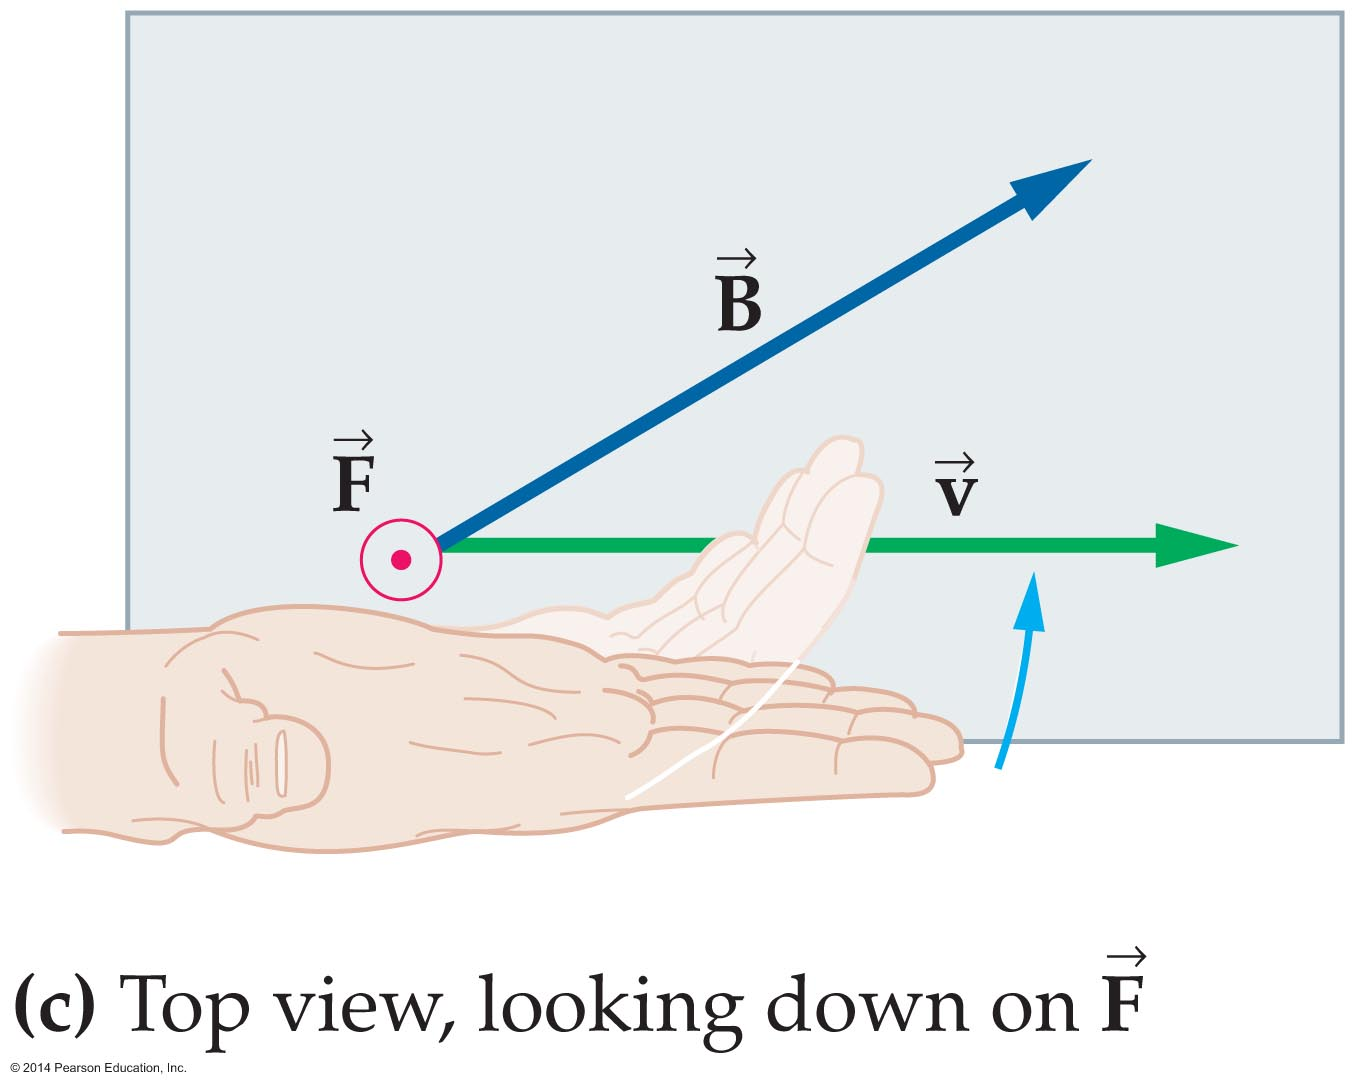 B⃗
F⃗
v⃗
(c) Top view, looking down on F⃗
© 2014 Pearson Education, Inc.